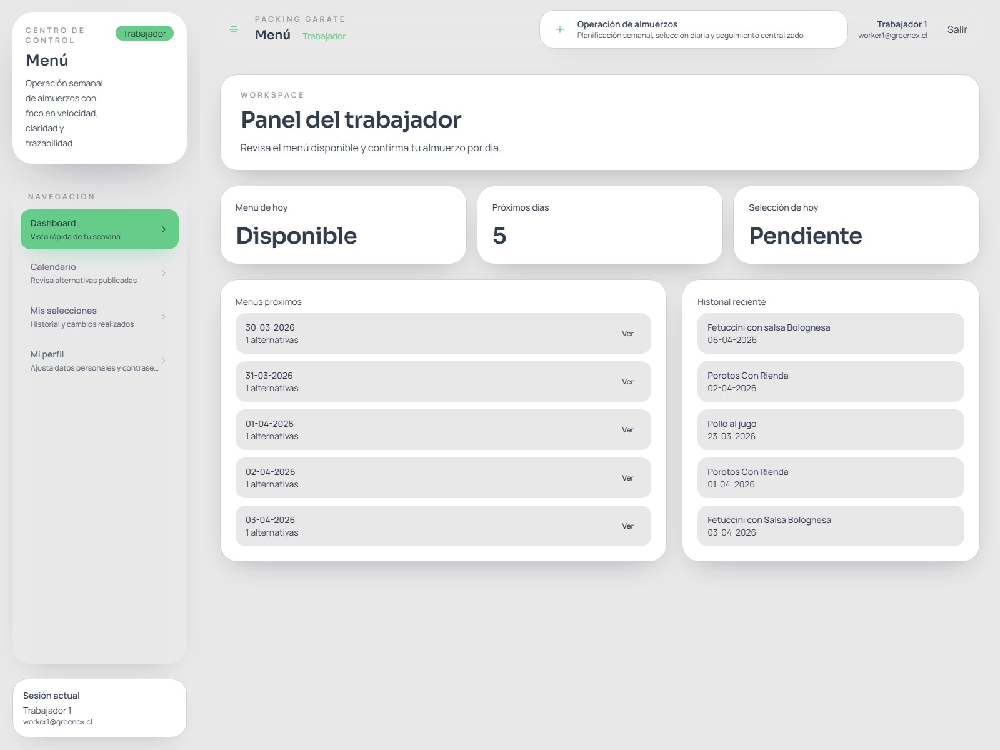 CENTRO DE
CONTROL
Trabajador
Menú
Operación semanal
de almuerzos con
foco en velocidad,
claridad y
trazabilidad.
NAVEGACIÓN
Dashboard
Vista rápida de tu semana
Calendario
Revisa alternativas publicadas
Mis selecciones
Historial y cambios realizados
Mi perfil
Ajusta datos personales y contrase...
Sesión actual
Trabajador 1
worker1@greenex.cl
PACKING GARATE
Menú Trabajador
Operación de almuerzos
Planificación semanal, selección diaria y seguimiento centralizado
Trabajador 1
worker1@greenex.cl
Salir
WORKSPACE
Panel del trabajador
Revisa el menú disponible y confirma tu almuerzo por día.
Menú de hoy
Disponible
Próximos días
5
Selección de hoy
Pendiente
Menús próximos
30-03-2026
1 alternativas
Ver
31-03-2026
1 alternativas
Ver
01-04-2026
1 alternativas
Ver
02-04-2026
1 alternativas
Ver
03-04-2026
1 alternativas
Ver
Historial reciente
Fetuccini con salsa Bolognesa
06-04-2026
Porotos Con Rienda
02-04-2026
Pollo al jugo
23-03-2026
Porotos Con Rienda
01-04-2026
Fetuccini con Salsa Bolognesa
03-04-2026